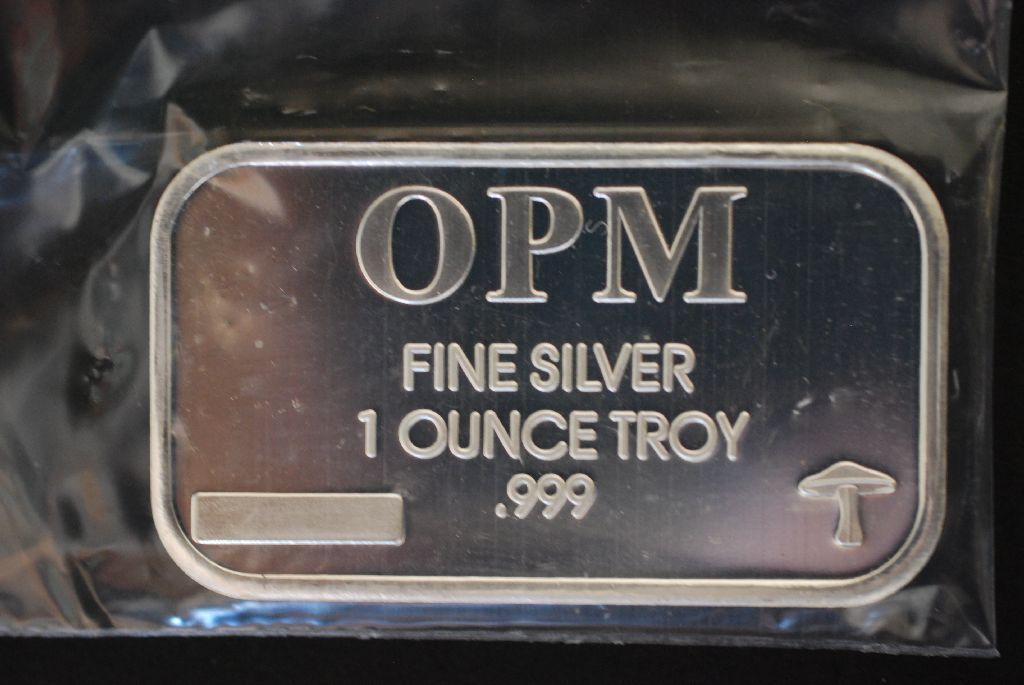 OPM
FINE SILVER
1 OUNCE TROY
.999